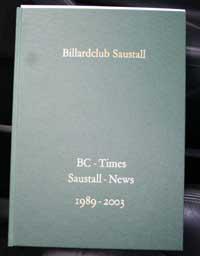 Billardclub Saustall
BC - Times
Saustall - News
1989 - 2003